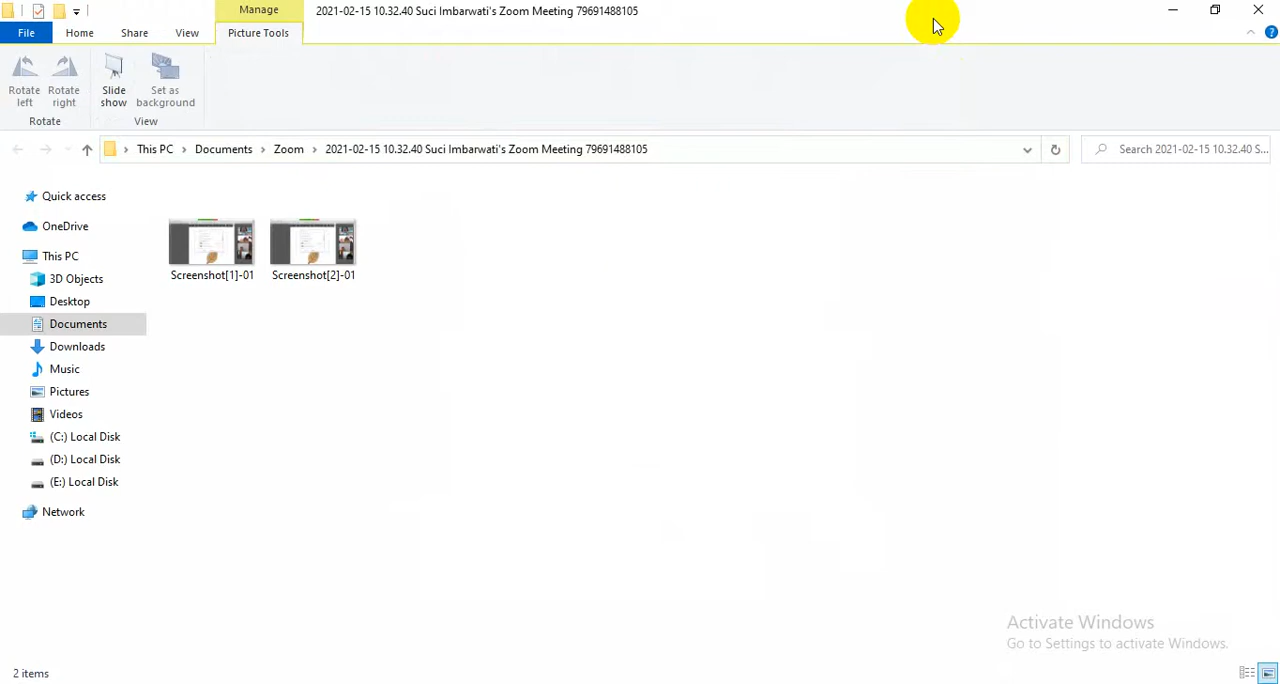 Manage
2021-02-15 10.32.40 Suci Imbarwati's Zoom Meeting 79691488105
File
Home
Share
View
Picture Tools
Rotate left
Rotate right
Slide show
Set as background
Rotate
View
This PC
Documents
Zoom
2021-02-15 10.32.40 Suci Imbarwati's Zoom Meeting 79691488105
Search 2021-02-15 10.32.40 S...
Quick access
OneDrive
This PC
3D Objects
Desktop
Documents
Downloads
Music
Pictures
Videos
(C:) Local Disk
(D:) Local Disk
(E:) Local Disk
Network
Screenshot[1]-01
Screenshot[2]-01
Activate Windows
Go to Settings to activate Windows.
2 items